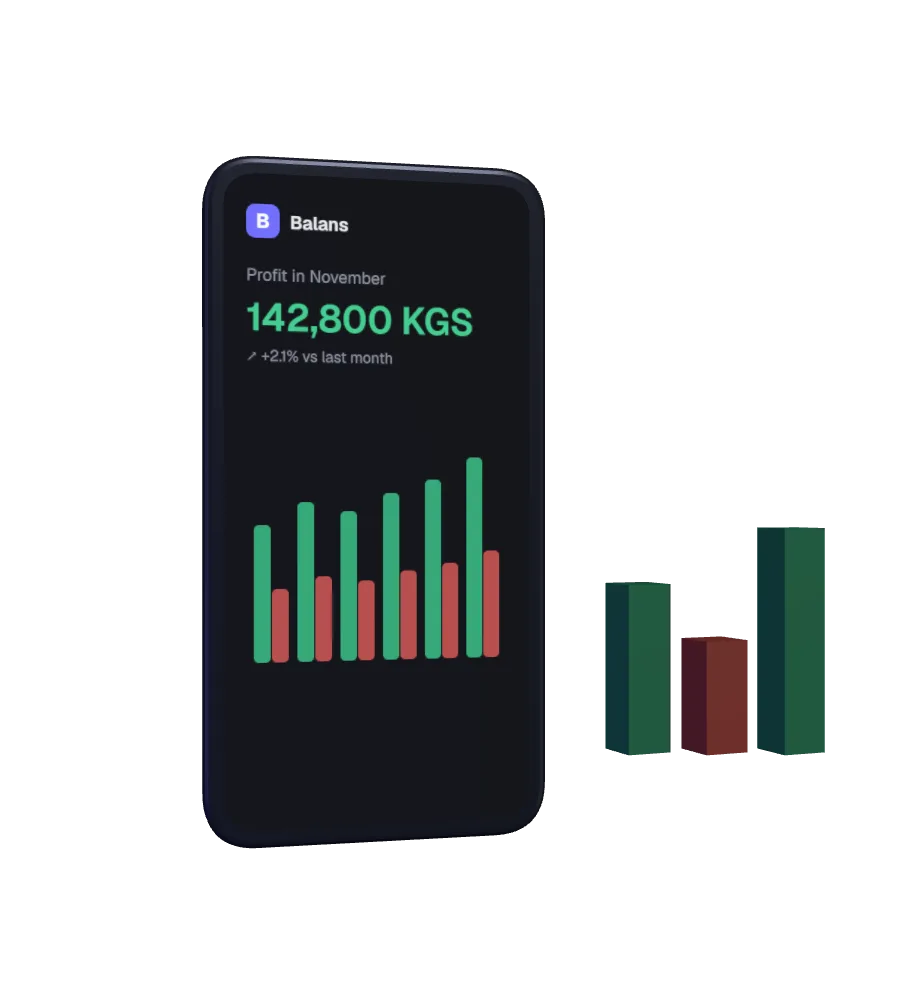 B Balans
Profit in November
142,800 KGS
↗ +2.1% vs last month